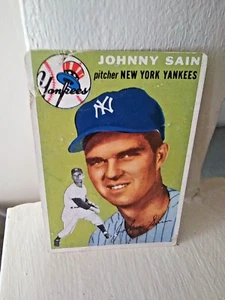 JOHNNY SAIN
pitcher NEW YORK YANKEES
Yankees
NY